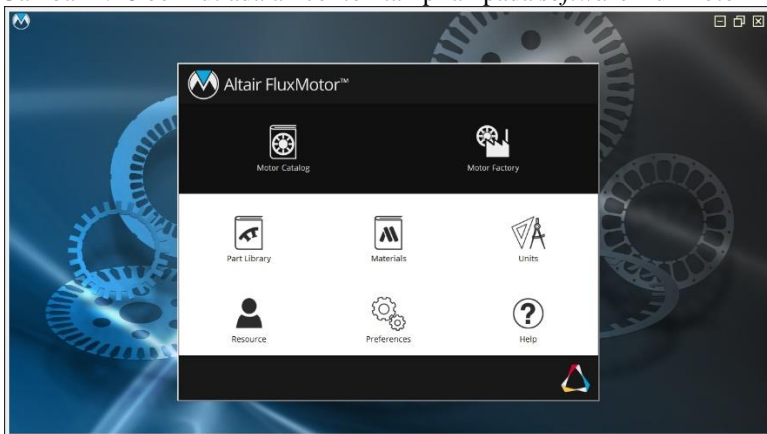 Altair FluxMotor™
Motor Catalog
Motor Factory
Part Library
Materials
Units
Resource
Preferences
Help